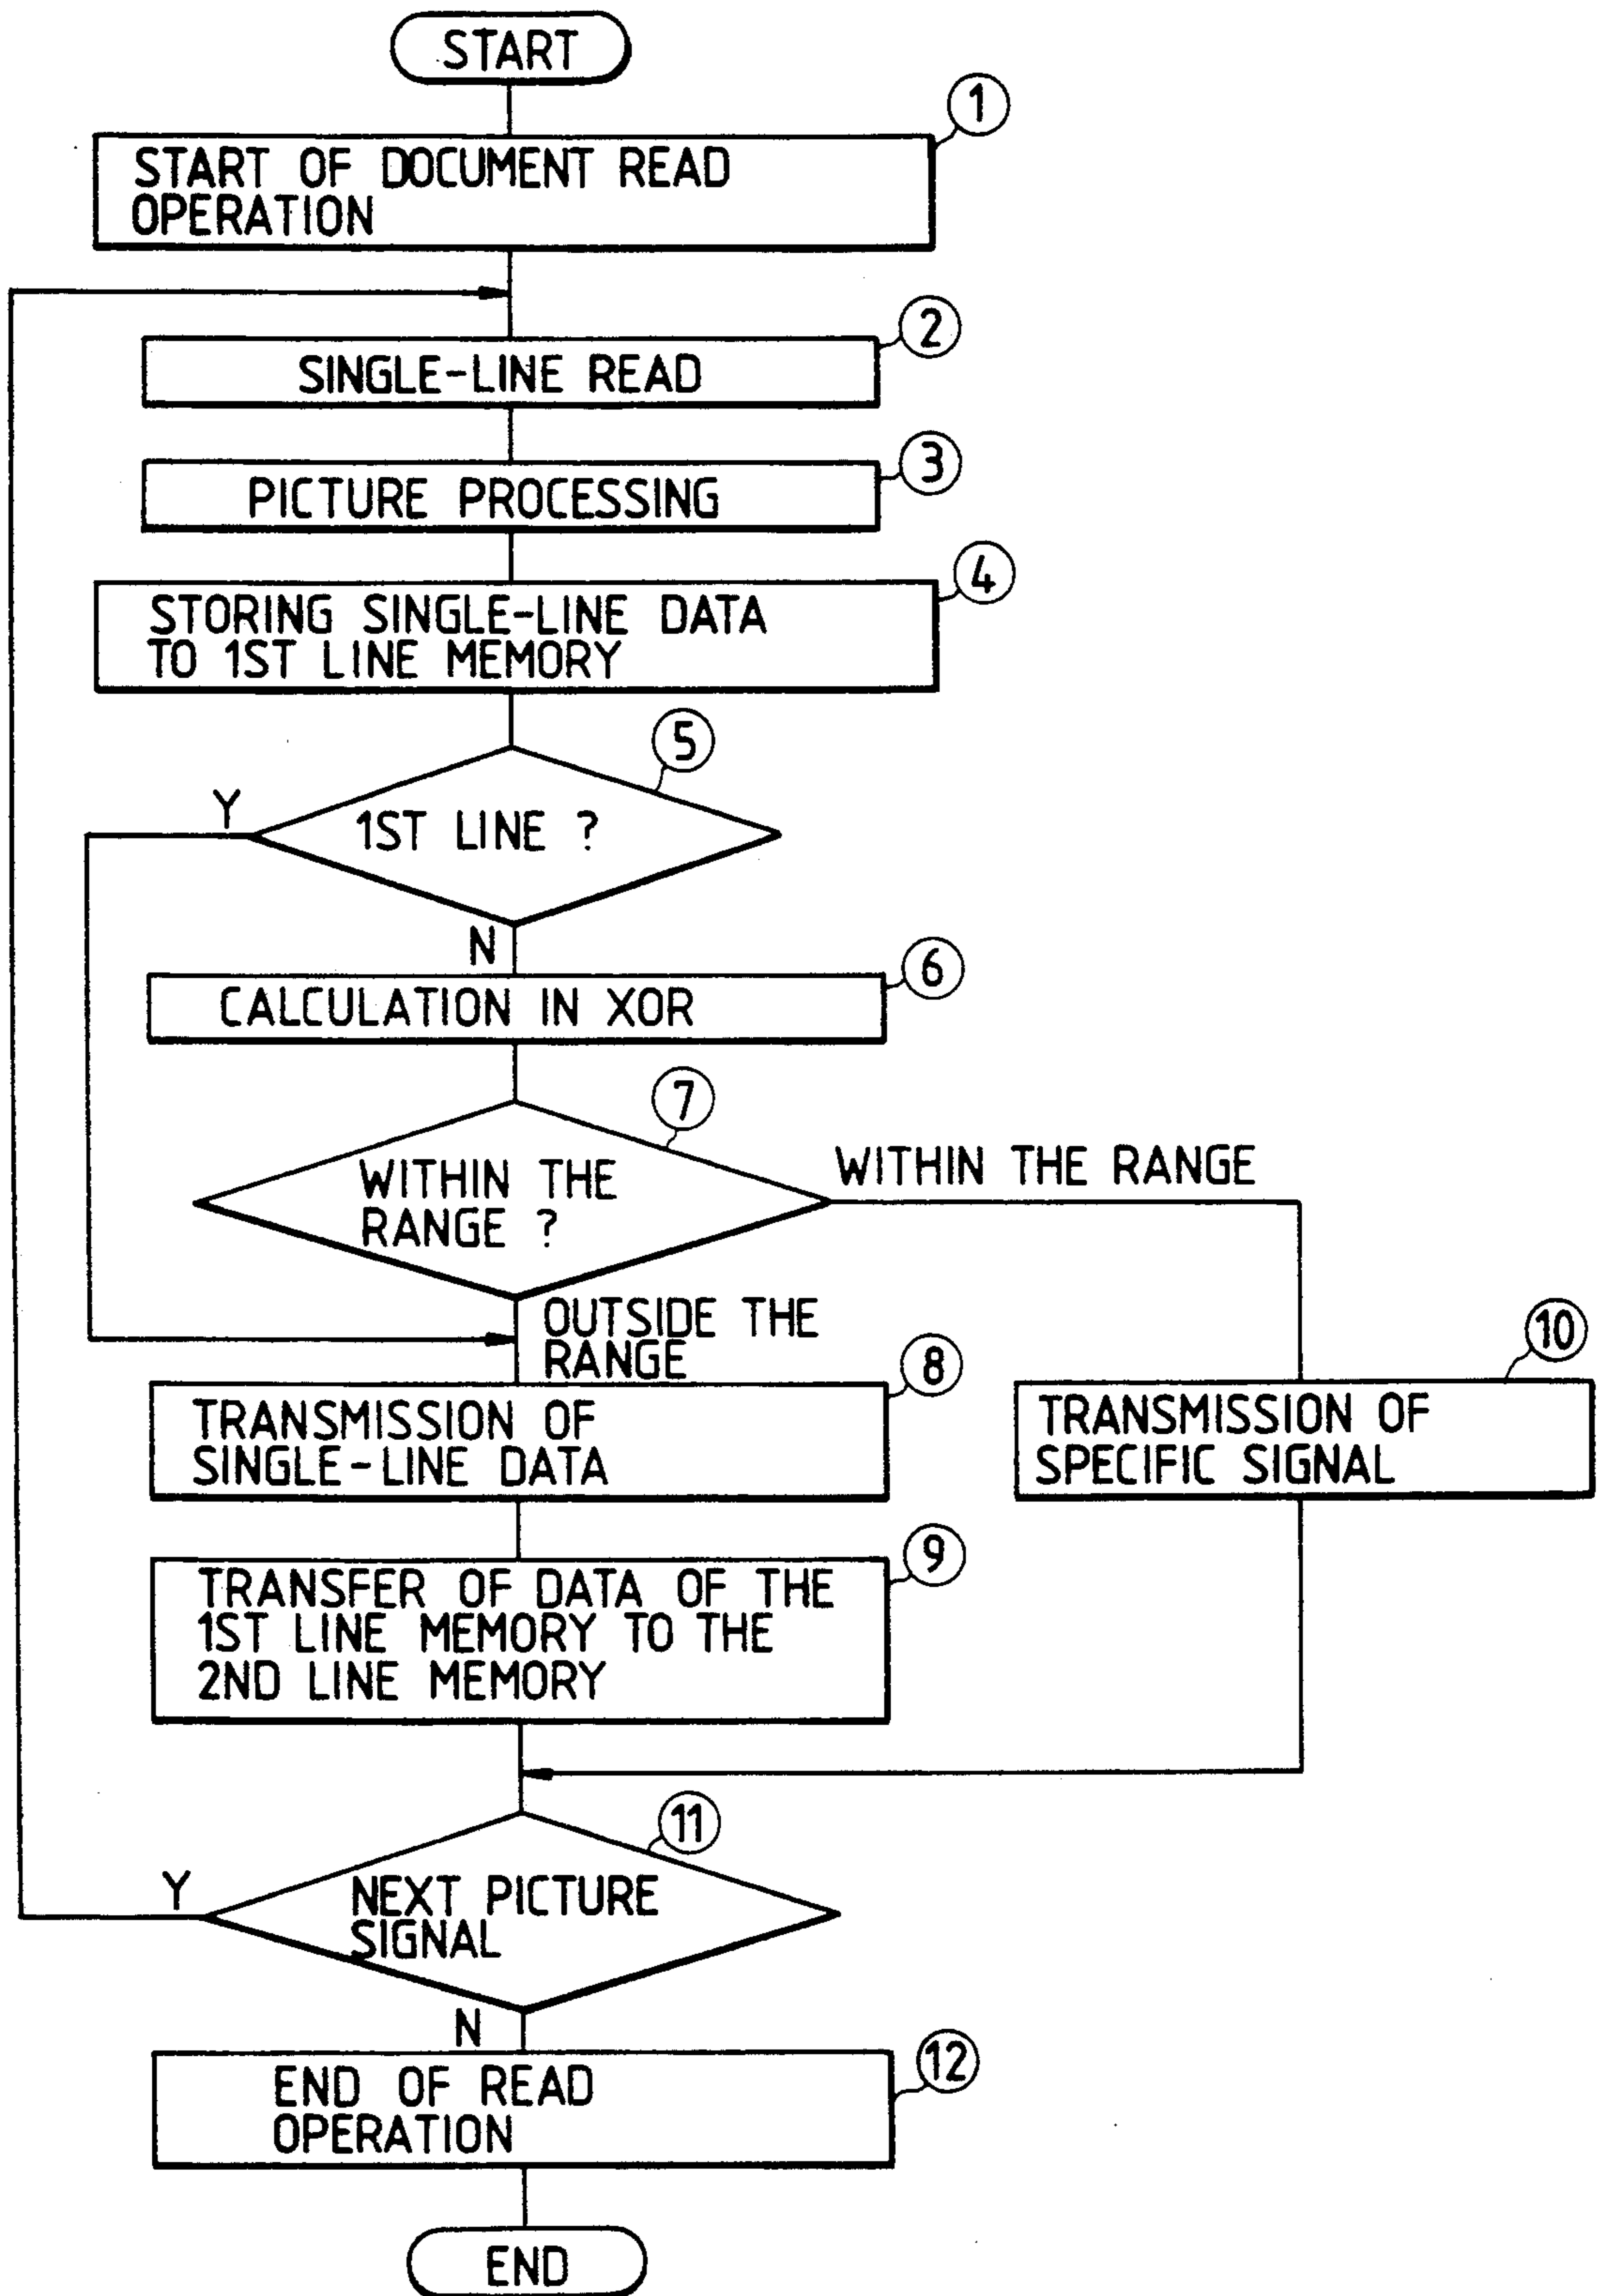 START
1
START OF DOCUMENT READ
OPERATION
2
SINGLE-LINE READ
3
PICTURE PROCESSING
4
STORING SINGLE-LINE DATA
TO 1ST LINE MEMORY
5
Y
1ST LINE ?
N
6
CALCULATION IN XOR
7
WITHIN THE
RANGE ?
WITHIN THE RANGE
OUTSIDE THE
RANGE
8
TRANSMISSION OF
SINGLE-LINE DATA
10
TRANSMISSION OF
SPECIFIC SIGNAL
9
TRANSFER OF DATA OF THE
1ST LINE MEMORY TO THE
2ND LINE MEMORY
11
Y
NEXT PICTURE
SIGNAL
N
12
END OF READ
OPERATION
END